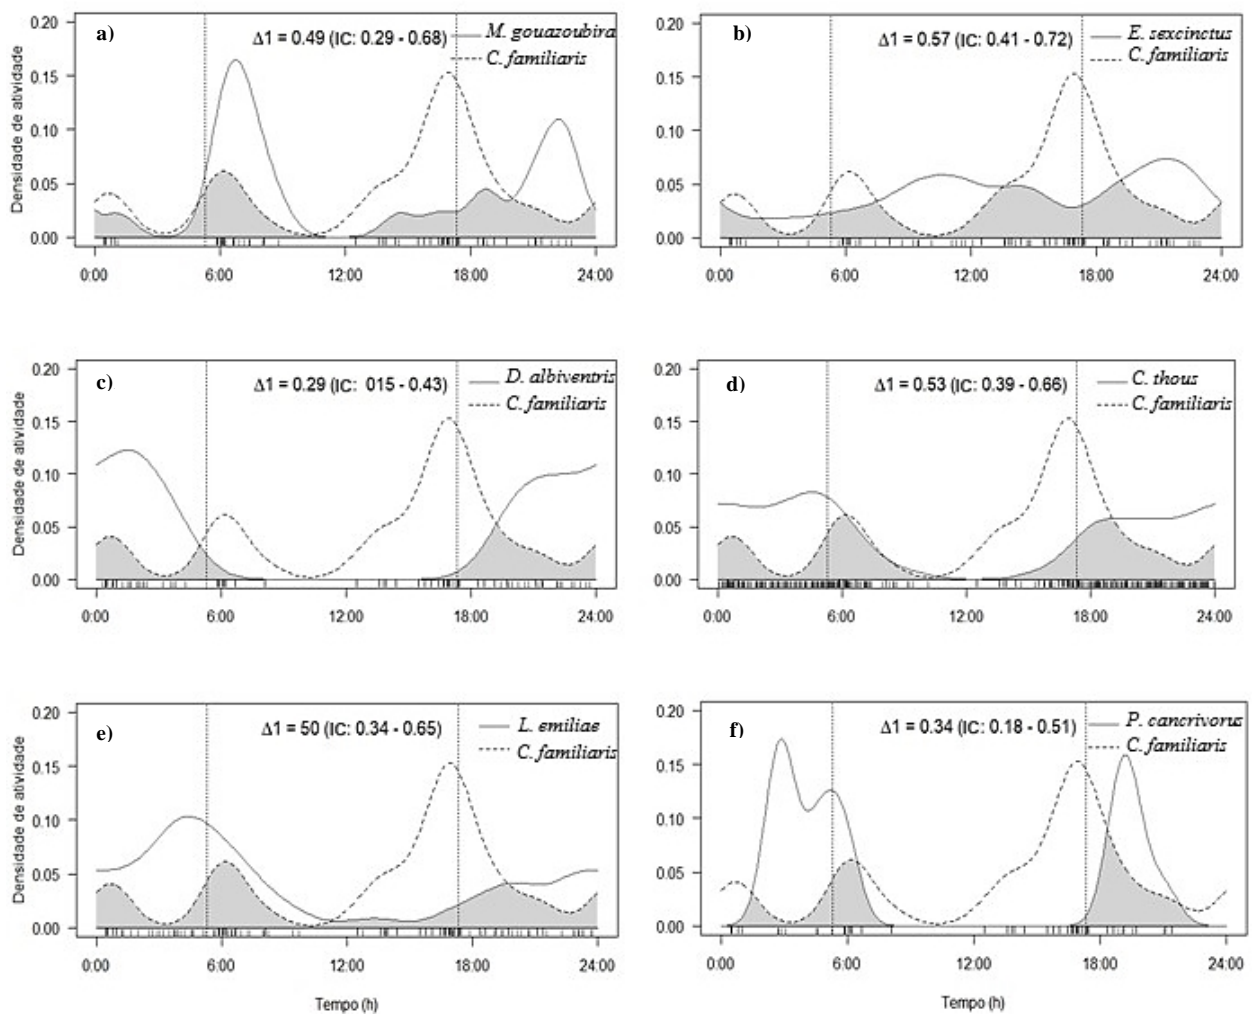 a)
Δ1 = 0.49 (IC: 0.29 - 0.68)
M. gouazoubira
C. familiaris
Densidade de atividade
0.20
0.15
0.10
0.05
0.00
0:00 6:00 12:00 18:00 24:00
b)
Δ1 = 0.57 (IC: 0.41 - 0.72)
E. sexcinctus
C. familiaris
0.20
0.15
0.10
0.05
0.00
0:00 6:00 12:00 18:00 24:00
c)
Δ1 = 0.29 (IC: 015 - 0.43)
D. albiventris
C. familiaris
Densidade de atividade
0.20
0.15
0.10
0.05
0.00
0:00 6:00 12:00 18:00 24:00
d)
Δ1 = 0.53 (IC: 0.39 - 0.66)
C. thous
C. familiaris
0.20
0.15
0.10
0.05
0.00
0:00 6:00 12:00 18:00 24:00
e)
Δ1 = 50 (IC: 0.34 - 0.65)
L. emiliae
C. familiaris
Densidade de atividade
0.20
0.15
0.10
0.05
0.00
0:00 6:00 12:00 18:00 24:00
Tempo (h)
f)
Δ1 = 0.34 (IC: 0.18 - 0.51)
P. cancrivorus
C. familiaris
0.20
0.15
0.10
0.05
0.00
0:00 6:00 12:00 18:00 24:00
Tempo (h)